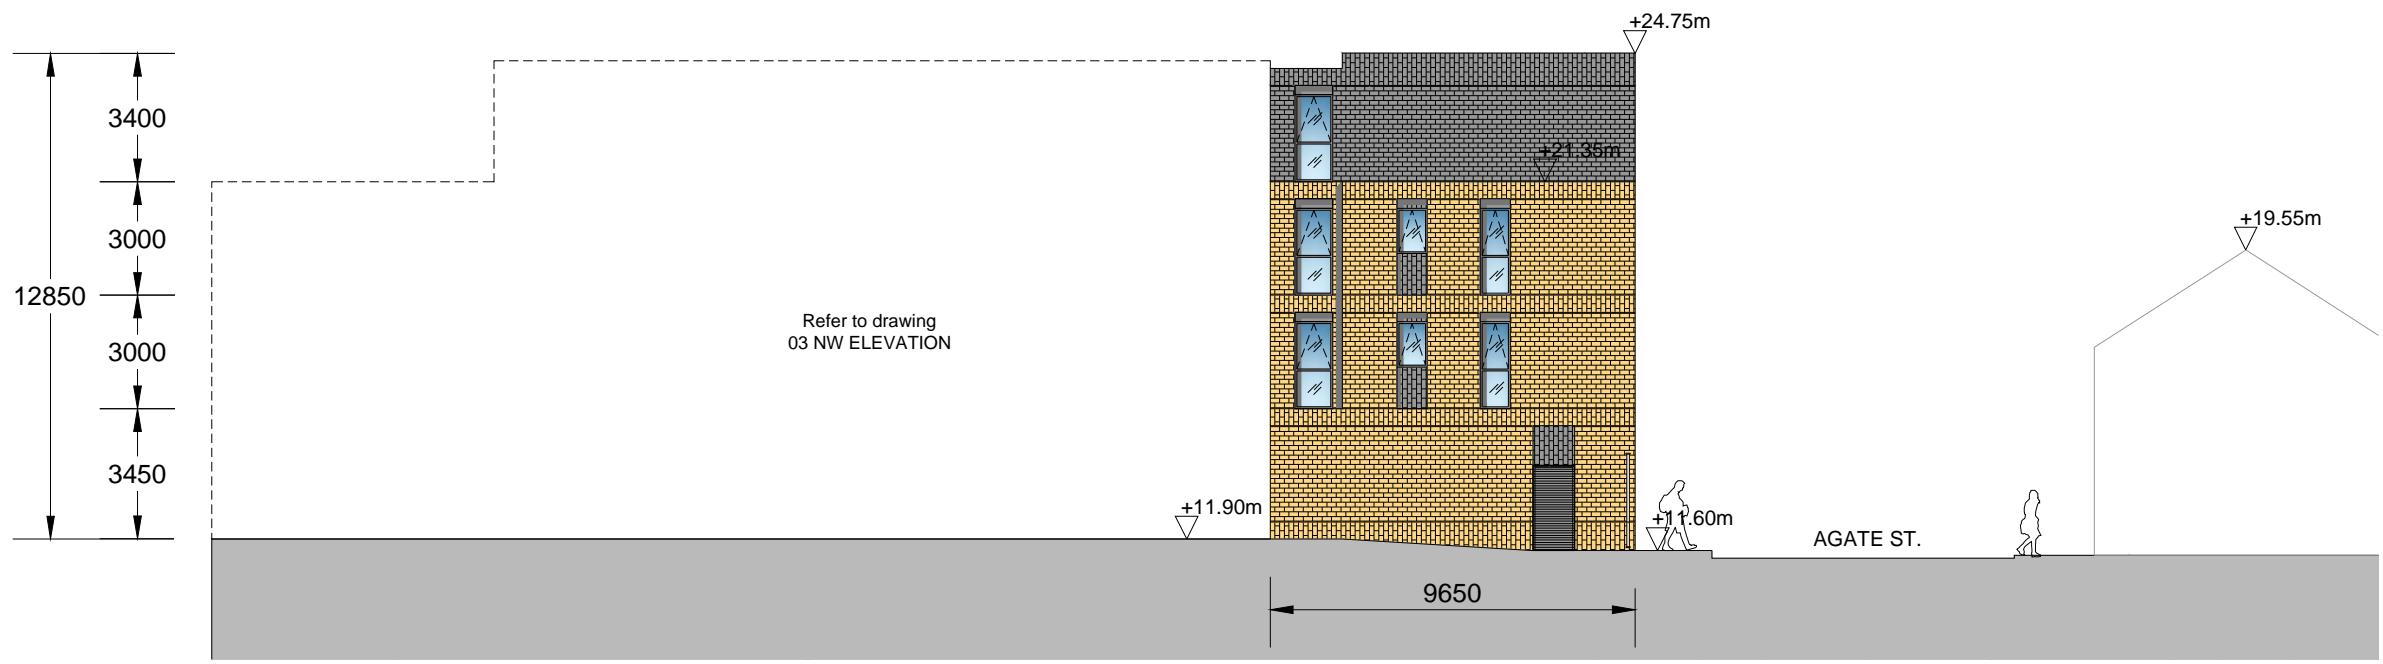 +24.75m
3400
+21.35m
3000
+19.55m
12850
Refer to drawing
03 NW ELEVATION
3000
3450
+11.90m
+11.60m
AGATE ST.
9650